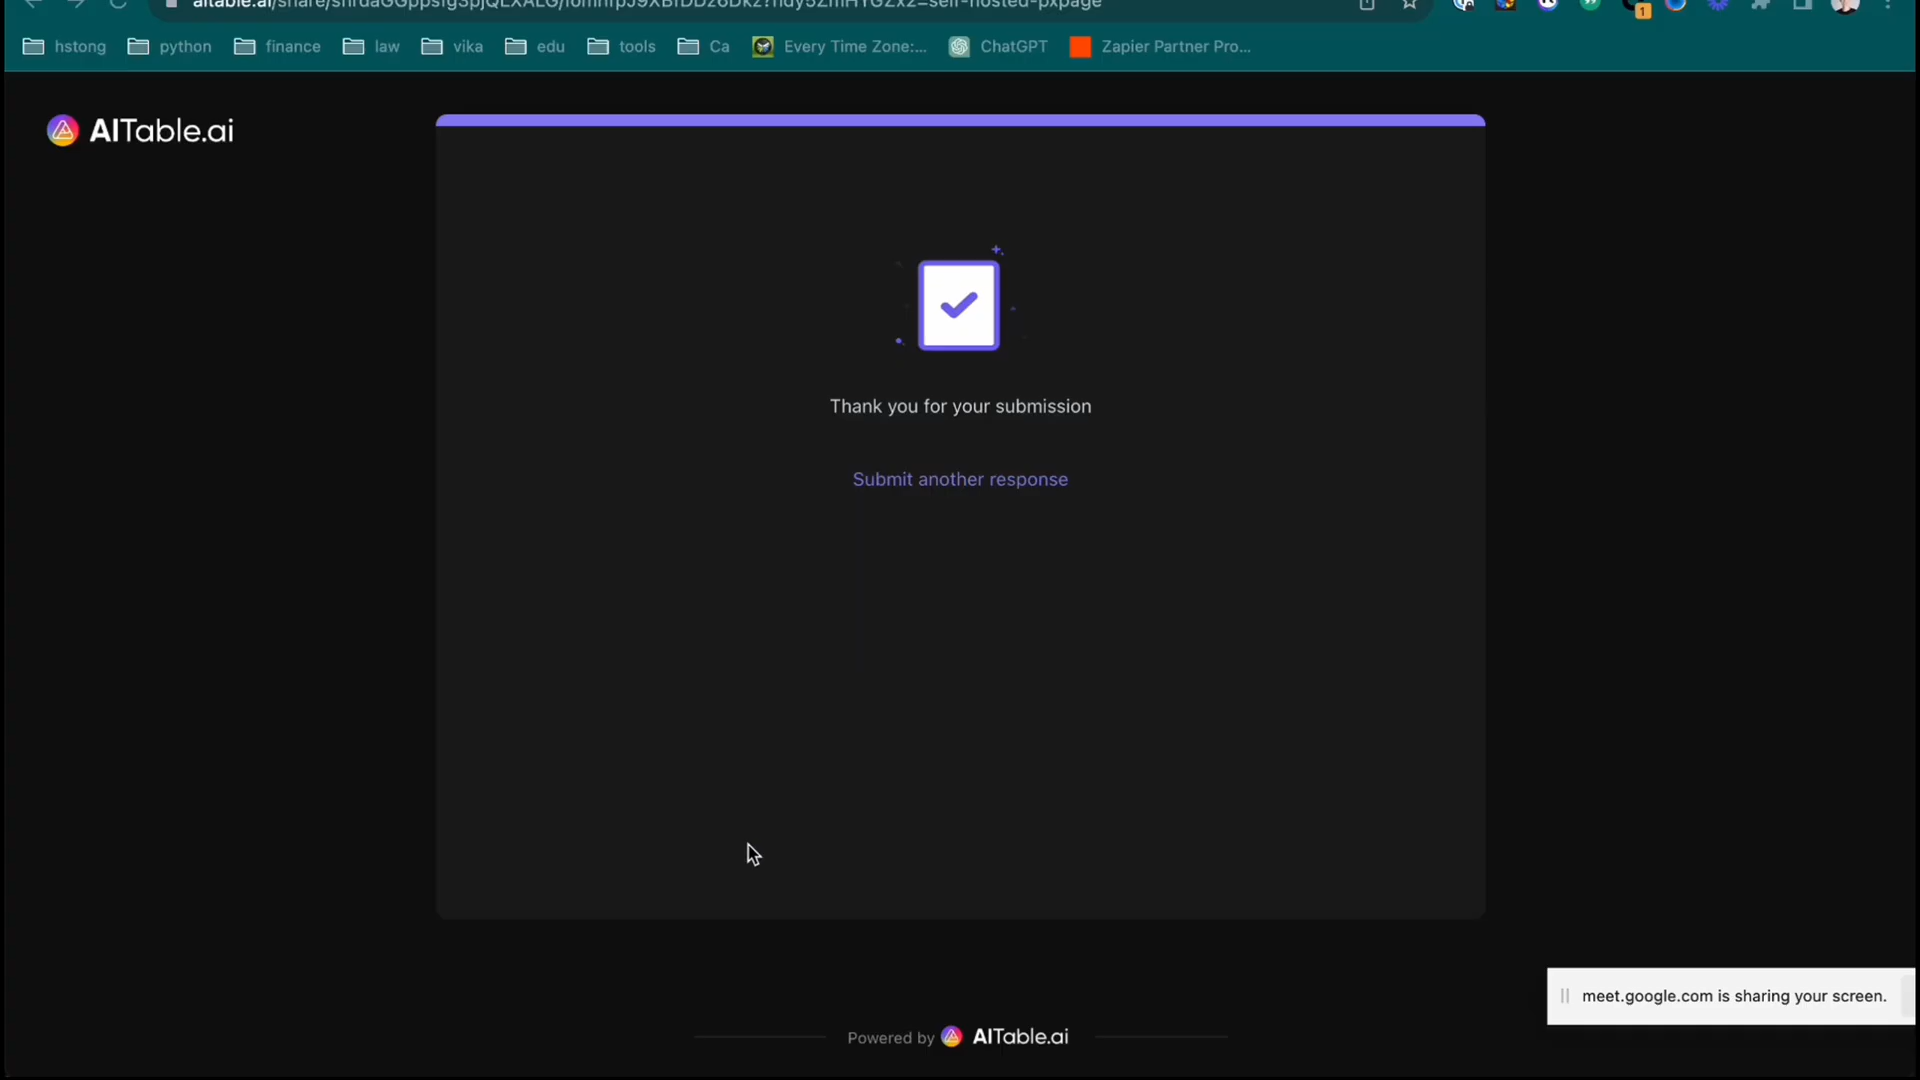 hstong python finance law vika edu tools Ca Every Time Zone:... ChatGPT Zapier Partner Pro...
1
AITable.ai
Thank you for your submission
Submit another response
meet.google.com is sharing your screen.
Powered by AITable.ai